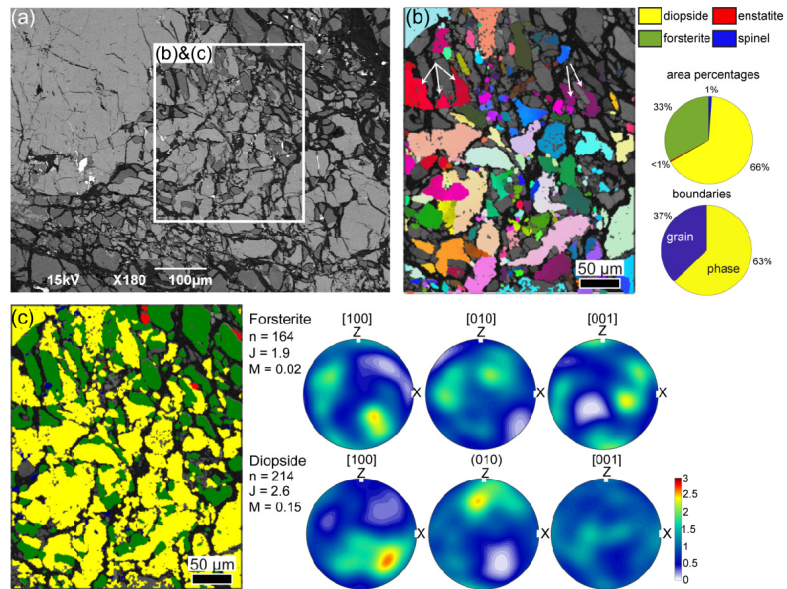 (a)
(b)&(c)
15kV X180 100μm
(b)
50 μm
diopside enstatite
forsterite spinel
area percentages
1%
33%
<1%
66%
boundaries
37%
grain
63%
phase
(c)
50 μm
Forsterite
n = 164
J = 1.9
M = 0.02
[100] [010] [001]
Z Z Z
X X X
Diopside
n = 214
J = 2.6
M = 0.15
[100] (010) [001]
Z Z Z
X X X
3
2.5
2
1.5
1
0.5
0